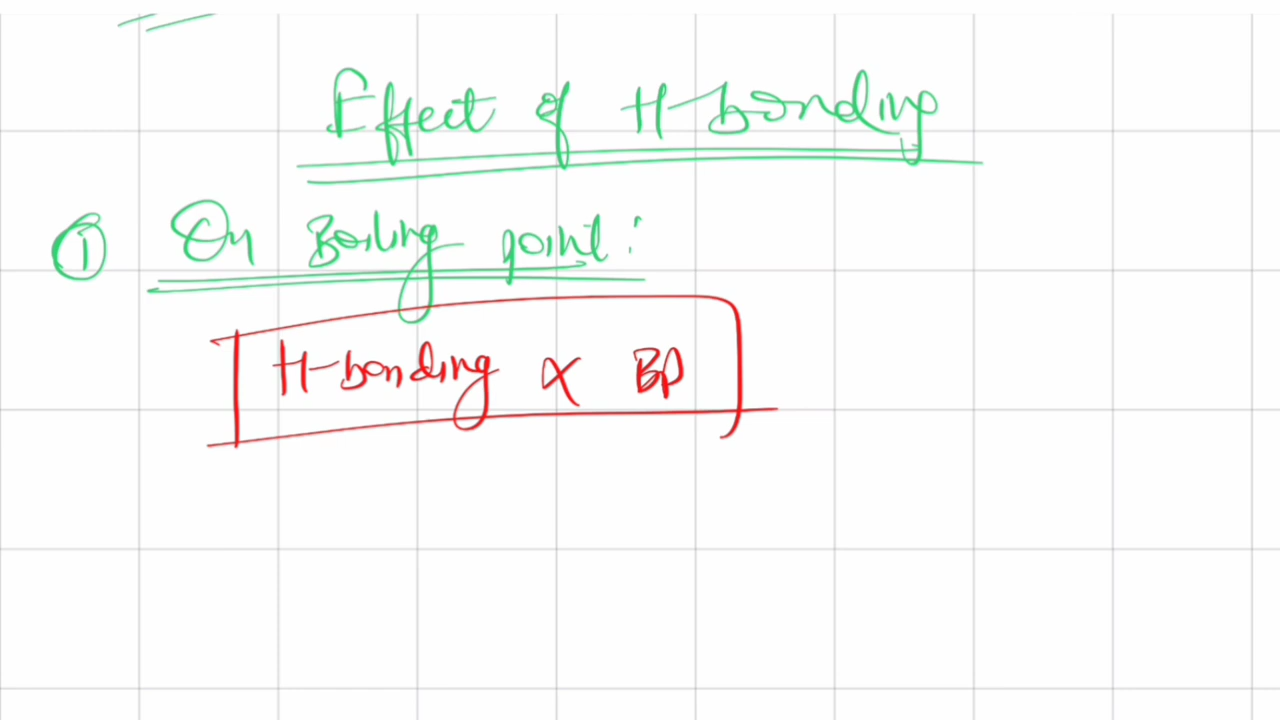 Effect of H-bonding
① On Boiling point:
H-bonding ∝ BP